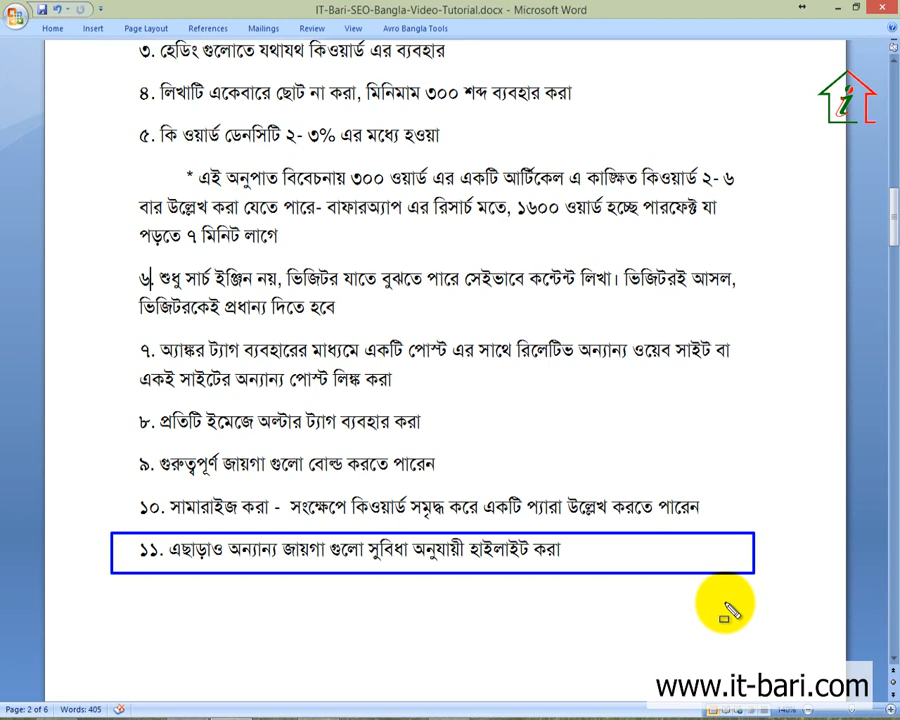 IT-Bari-SEO-Bangla-Video-Tutorial.docx - Microsoft Word
Home Insert Page Layout References Mailings Review View Avro Bangla Tools
৩. হেডিং গুলোতে যথাযথ কিওয়ার্ড এর ব্যবহার
৪. লিখাটি একেবারে ছোট না করা, মিনিমাম ৩০০ শব্দ ব্যবহার করা
৫. কি ওয়ার্ড ডেনসিটি ২- ৩% এর মধ্যে হওয়া
* এই অনুপাত বিবেচনায় ৩০০ ওয়ার্ড এর একটি আর্টিকেল এ কাঙ্ক্ষিত কিওয়ার্ড ২- ৬
বার উল্লেখ করা যেতে পারে- বাফারঅ্যাপ এর রিসার্চ মতে, ১৬০০ ওয়ার্ড হচ্ছে পারফেক্ট যা
পড়তে ৭ মিনিট লাগে
৬. শুধু সার্চ ইঞ্জিন নয়, ভিজিটর যাতে বুঝতে পারে সেইভাবে কন্টেন্ট লিখা। ভিজিটরই আসল,
ভিজিটরকেই প্রধান্য দিতে হবে
৭. অ্যাঙ্কর ট্যাগ ব্যবহারের মাধ্যমে একটি পোস্ট এর সাথে রিলেটিভ অন্যান্য ওয়েব সাইট বা
একই সাইটের অন্যান্য পোস্ট লিঙ্ক করা
৮. প্রতিটি ইমেজে অল্টার ট্যাগ ব্যবহার করা
৯. গুরুত্বপূর্ণ জায়গা গুলো বোল্ড করতে পারেন
১০. সামারাইজ করা - সংক্ষেপে কিওয়ার্ড সমৃদ্ধ করে একটি প্যারা উল্লেখ করতে পারেন
১১. এছাড়াও অন্যান্য জায়গা গুলো সুবিধা অনুযায়ী হাইলাইট করা
www.it-bari.com
Page: 2 of 6 Words: 405 140%